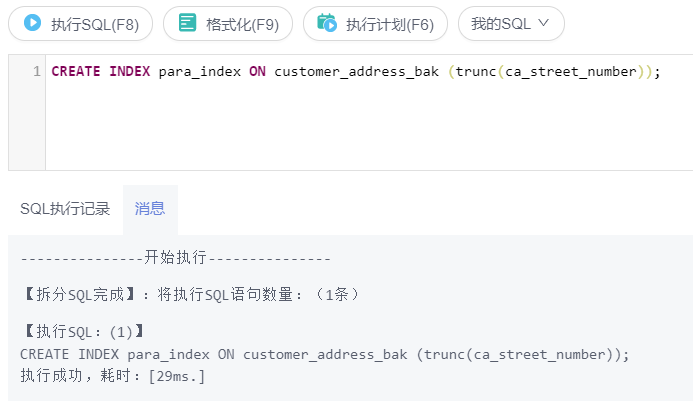 执行SQL(F8) 格式化(F9) 执行计划(F6) 我的SQL
1 CREATE INDEX para_index ON customer_address_bak (trunc(ca_street_number));
SQL执行记录 消息
---------------开始执行---------------
【拆分SQL完成】：将执行SQL语句数量：（1条）
【执行SQL：(1)】
CREATE INDEX para_index ON customer_address_bak (trunc(ca_street_number));
执行成功，耗时：[29ms.]